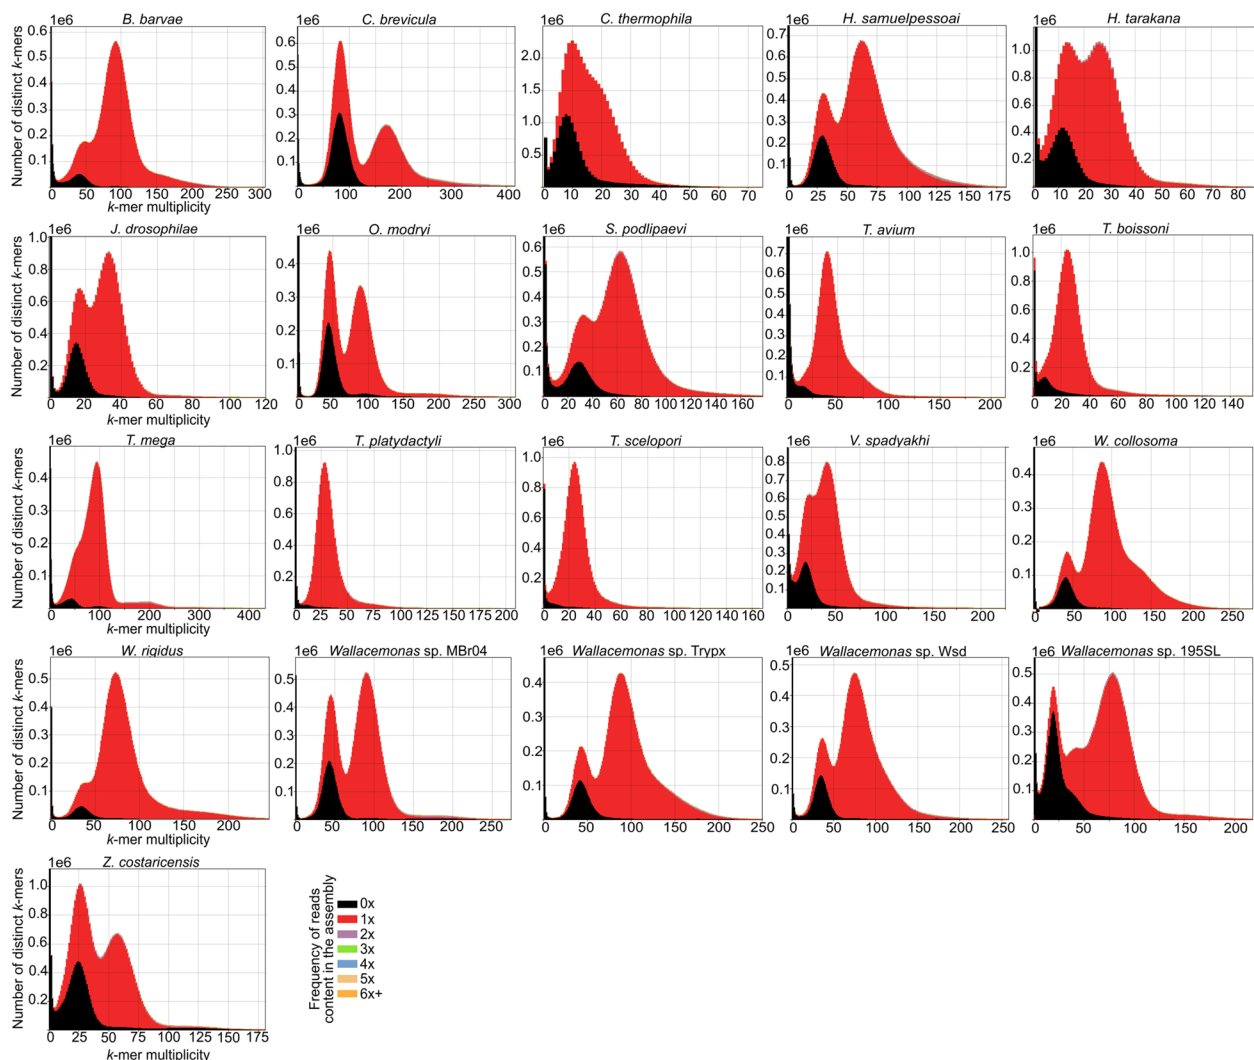 B. barvae
C. brevicula
C. thermophila
H. samuelpessoai
H. tarakana
1e6
1e6
1e6
1e6
1e6
Number of distinct k-mers
0.6
0.5
0.4
0.3
0.2
0.1
0 50 100 150 200 250 300
k-mer multiplicity
0.6
0.5
0.4
0.3
0.2
0.1
0 100 200 300 400
2.0
1.5
1.0
0.5
0 10 20 30 40 50 60 70
0.7
0.6
0.5
0.4
0.3
0.2
0.1
0 25 50 75 100 125 150 175
1.0
0.8
0.6
0.4
0.2
0 10 20 30 40 50 60 70 80
J. drosophilae
O. modryi
S. podlipaevi
T. avium
T. boissoni
1e6
1e6
1e6
1e6
1e6
Number of distinct k-mers
1.0
0.8
0.6
0.4
0.2
0 20 40 60 80 100 120
0.4
0.3
0.2
0.1
0 50 100 150 200 250 300
0.6
0.5
0.4
0.3
0.2
0.1
0 20 40 60 80 100 120 140 160
0.7
0.6
0.5
0.4
0.3
0.2
0.1
0 50 100 150 200
1.0
0.8
0.6
0.4
0.2
0 20 40 60 80 100 120 140
T. mega
T. platydactyli
T. scelopori
V. spadyakhi
W. collosoma
1e6
1e6
1e6
1e6
1e6
Number of distinct k-mers
0.4
0.3
0.2
0.1
0 100 200 300 400
k-mer multiplicity
1.0
0.8
0.6
0.4
0.2
0 25 50 75 100 125 150 175 200
1.0
0.8
0.6
0.4
0.2
0 20 40 60 80 100 120 140 160
0.8
0.7
0.6
0.5
0.4
0.3
0.2
0.1
0 50 100 150 200
0.4
0.3
0.2
0.1
0 50 100 150 200 250
W. rigidus
Wallacemonas sp. MBr04
Wallacemonas sp. Trypx
Wallacemonas sp. Wsd
Wallacemonas sp. 195SL
1e6
1e6
1e6
1e6
1e6
Number of distinct k-mers
0.5
0.4
0.3
0.2
0.1
0 50 100 150 200
0.5
0.4
0.3
0.2
0.1
0 50 100 150 200 250
0.4
0.3
0.2
0.1
0 50 100 150 200 250
0.5
0.4
0.3
0.2
0.1
0 50 100 150 200 250
0.5
0.4
0.3
0.2
0.1
0 50 100 150 200
Z. costaricensis
1e6
Number of distinct k-mers
1.0
0.8
0.6
0.4
0.2
0 25 50 75 100 125 150 175
k-mer multiplicity
Frequency of reads
content in the assembly
0x
1x
2x
3x
4x
5x
6x+